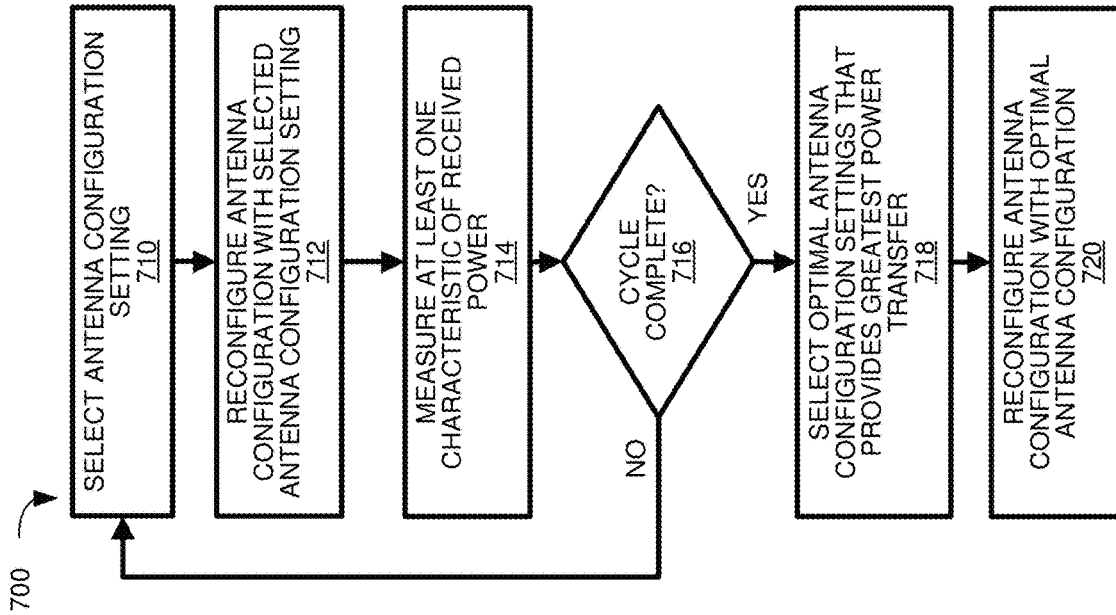 700
SELECT ANTENNA CONFIGURATION
SETTING
710
RECONFIGURE ANTENNA
CONFIGURATION WITH SELECTED
ANTENNA CONFIGURATION SETTING
712
MEASURE AT LEAST ONE
CHARACTERISTIC OF RECEIVED
POWER
714
CYCLE
COMPLETE?
716
NO
YES
SELECT OPTIMAL ANTENNA
CONFIGURATION SETTINGS THAT
PROVIDES GREATEST POWER
TRANSFER
718
RECONFIGURE ANTENNA
CONFIGURATION WITH OPTIMAL
ANTENNA CONFIGURATION
720